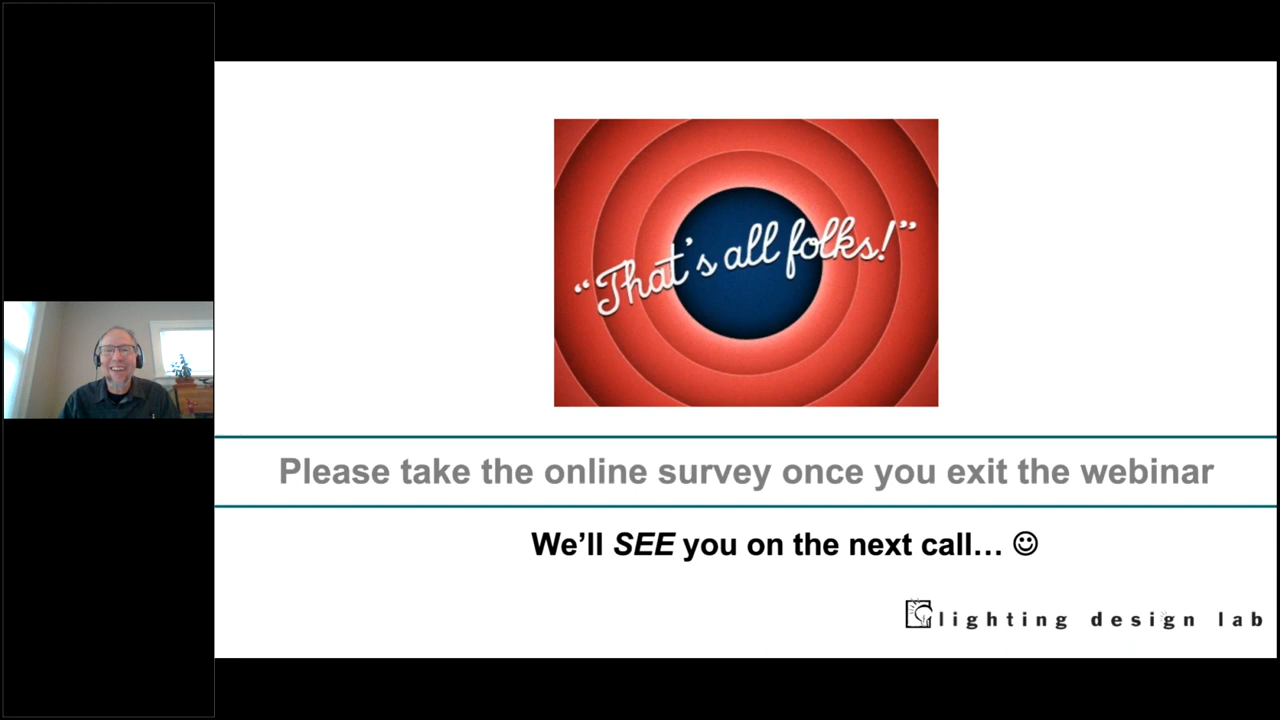 “That’s all folks!”
Please take the online survey once you exit the webinar
We’ll SEE you on the next call… ☺
lighting design lab